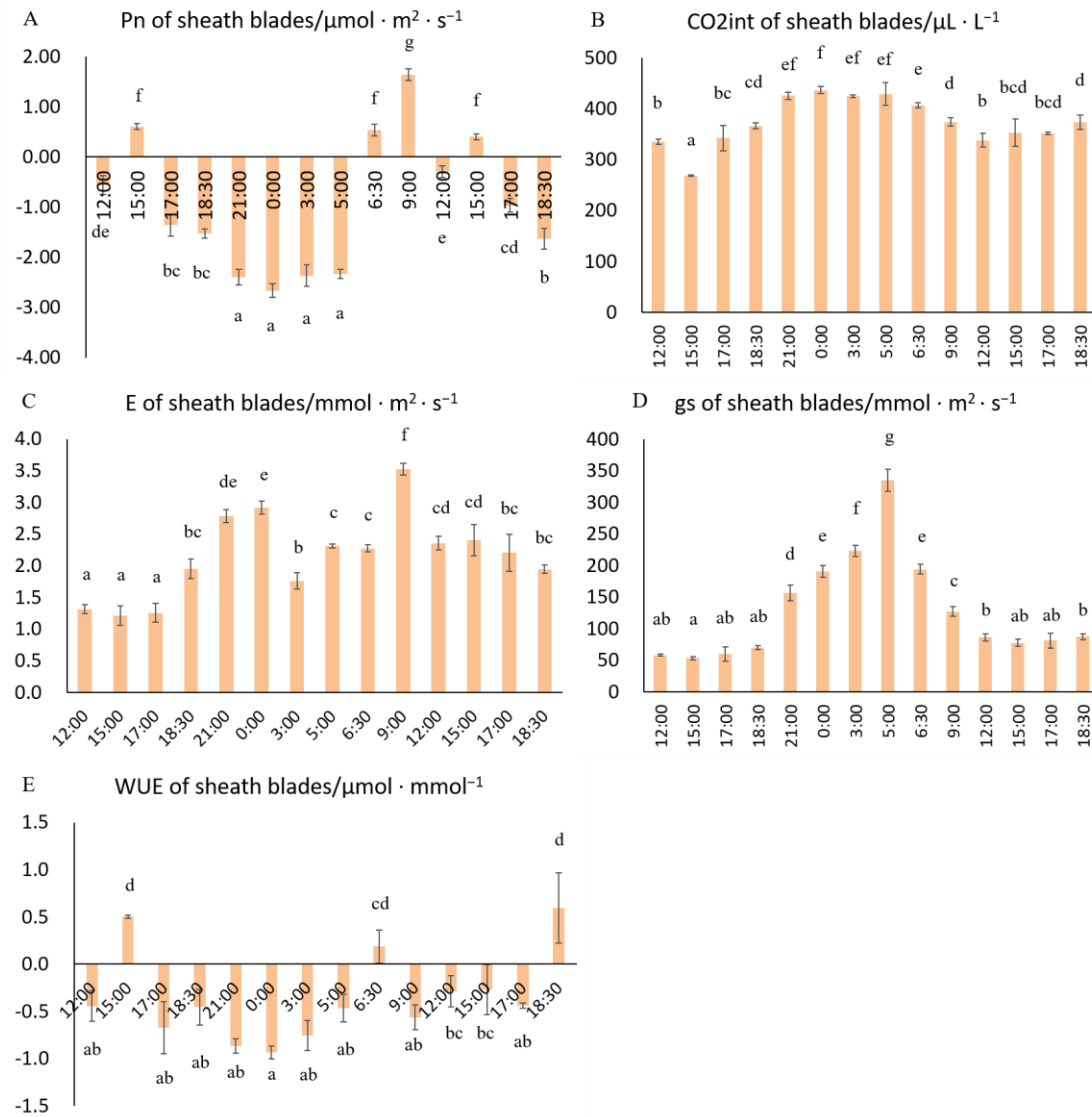 A
Pn of sheath blades/µmol · m² · s⁻¹
2.00
1.00
0.00
-1.00
-2.00
-3.00
-4.00
de
f
bc
bc
a
a
a
a
f
g
e
f
cd
b
12:00
15:00
17:00
18:30
21:00
0:00
3:00
5:00
6:30
9:00
12:00
15:00
17:00
18:30
B
CO2int of sheath blades/µL · L⁻¹
500
400
300
200
100
0
b
a
bc
cd
ef
f
ef
ef
e
d
b
bcd
bcd
d
12:00
15:00
17:00
18:30
21:00
0:00
3:00
5:00
6:30
9:00
12:00
15:00
17:00
18:30
C
E of sheath blades/mmol · m² · s⁻¹
4.0
3.5
3.0
2.5
2.0
1.5
1.0
0.5
0.0
a
a
a
bc
de
e
b
c
c
f
cd
cd
bc
bc
12:00
15:00
17:00
18:30
21:00
0:00
3:00
5:00
6:30
9:00
12:00
15:00
17:00
18:30
D
gs of sheath blades/mmol · m² · s⁻¹
400
350
300
250
200
150
100
50
0
ab
a
ab
ab
d
e
f
g
e
c
b
ab
ab
b
12:00
15:00
17:00
18:30
21:00
0:00
3:00
5:00
6:30
9:00
12:00
15:00
17:00
18:30
E
WUE of sheath blades/µmol · mmol⁻¹
1.5
1.0
0.5
0.0
-0.5
-1.0
-1.5
ab
d
ab
ab
ab
a
ab
ab
cd
ab
bc
bc
ab
d
12:00
15:00
17:00
18:30
21:00
0:00
3:00
5:00
6:30
9:00
12:00
15:00
17:00
18:30